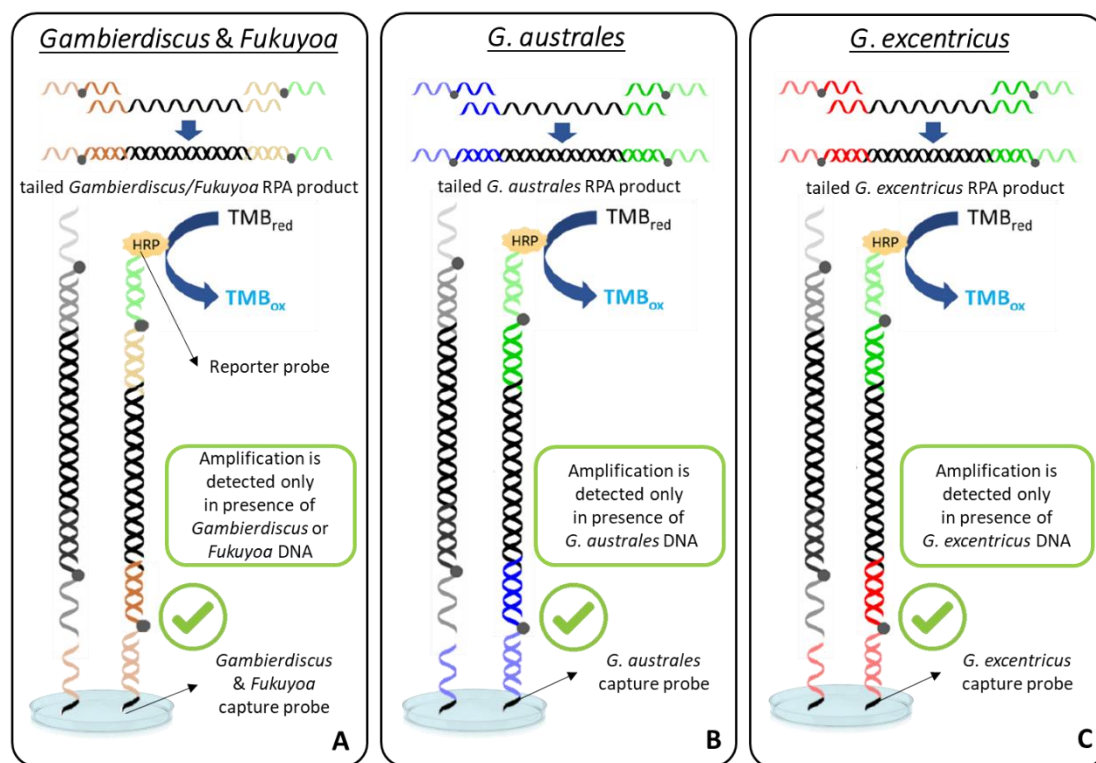 Gambierdiscus & Fukuyoa
tailed Gambierdiscus/Fukuyoa RPA product
HRP
TMBred
TMBox
Reporter probe
Amplification is
detected only
in presence of
Gambierdiscus or
Fukuyoa DNA
Gambierdiscus
& Fukuyoa
capture probe
A
G. australes
tailed G. australes RPA product
HRP
TMBred
TMBox
Amplification is
detected only
in presence of
G. australes DNA
G. australes
capture probe
B
G. excentricus
tailed G. excentricus RPA product
HRP
TMBred
TMBox
Amplification is
detected only
in presence of
G. excentricus DNA
G. excentricus
capture probe
C